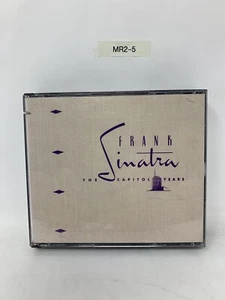 MR2-5
FRANK
Sinatra
THE CAPITOL YEARS